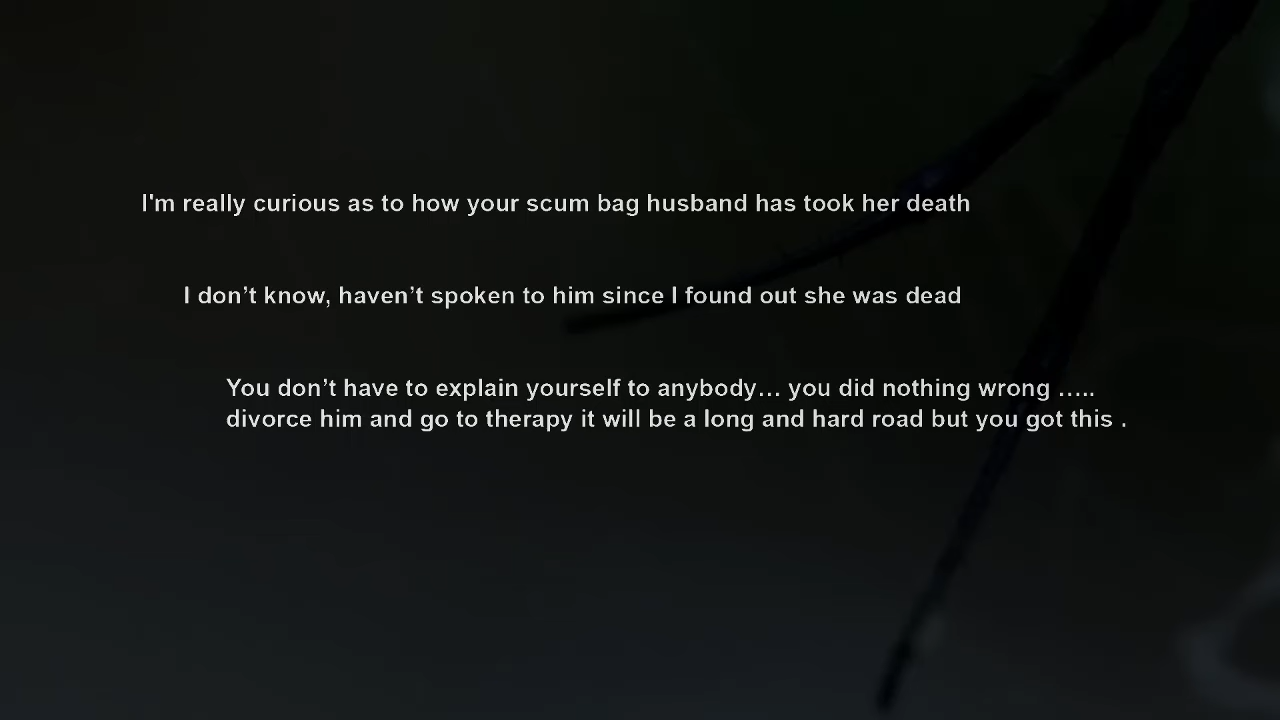 I'm really curious as to how your scum bag husband has took her death
I don’t know, haven’t spoken to him since I found out she was dead
You don’t have to explain yourself to anybody… you did nothing wrong …..
divorce him and go to therapy it will be a long and hard road but you got this .